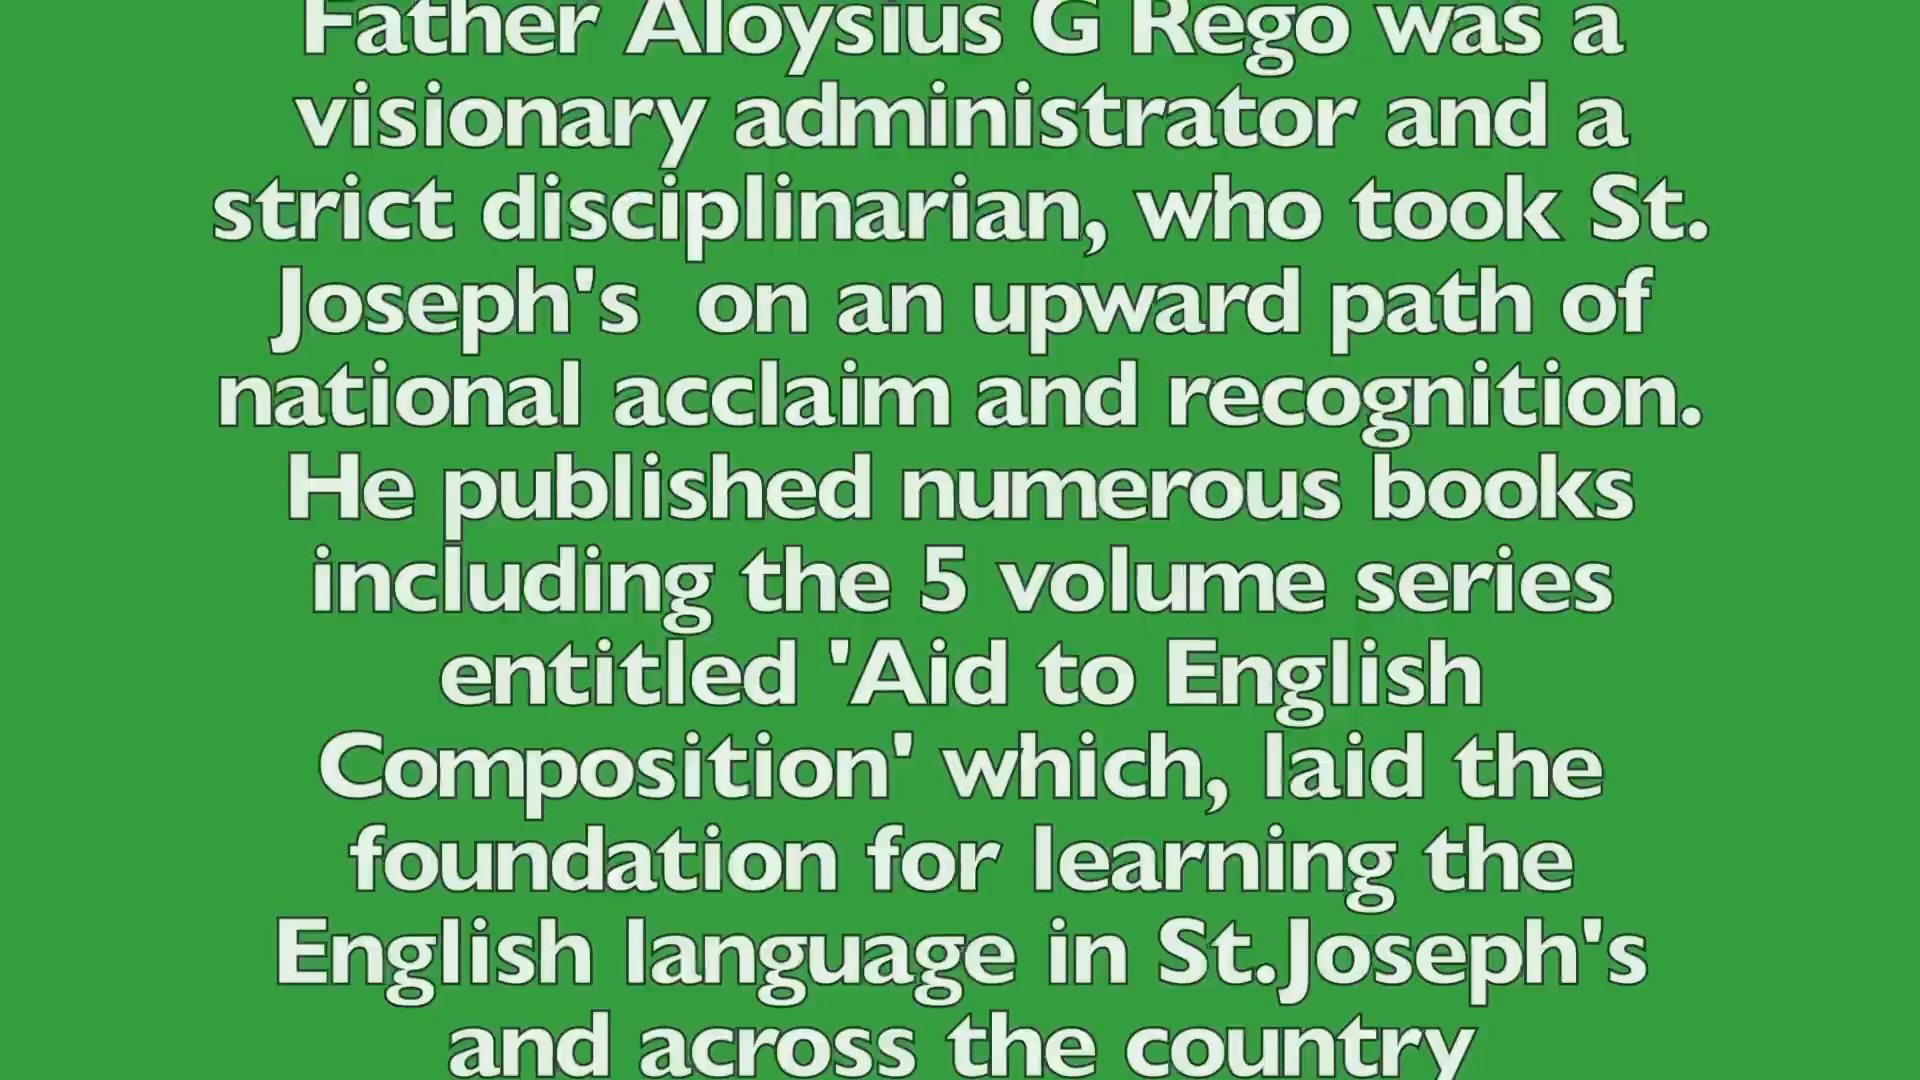 Father Aloysius G Rego was a
visionary administrator and a
strict disciplinarian, who took St.
Joseph's  on an upward path of
national acclaim and recognition.
He published numerous books
including the 5 volume series
entitled 'Aid to English
Composition' which, laid the
foundation for learning the
English language in St.Joseph's
and across the country